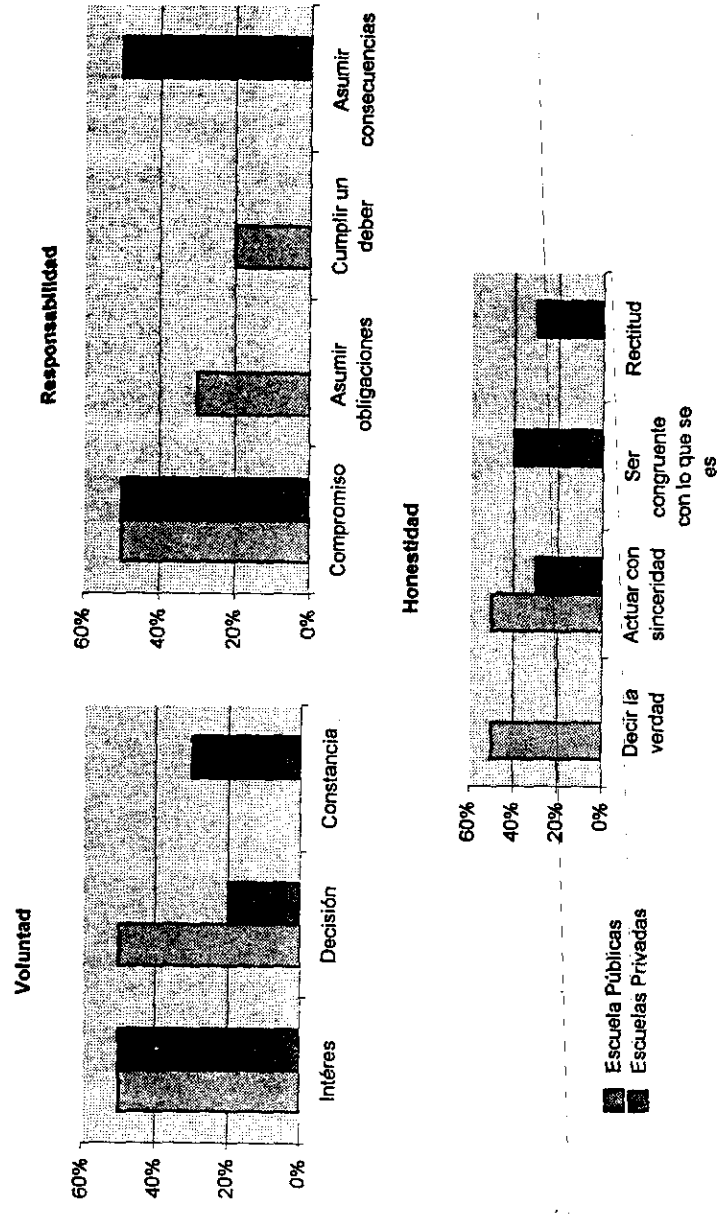 Voluntad
60%
40%
20%
0%
Intéres
Decisión
Constancia
Responsabilidad
60%
40%
20%
0%
Compromiso
Asumir
obligaciones
Cumplir un
deber
Asumir
consecuencias
Honestidad
60%
40%
20%
0%
Decir la
verdad
Actuar con
sinceridad
Ser
congruente
con lo que se
es
Rectitud
Escuela Públicas
Escuelas Privadas